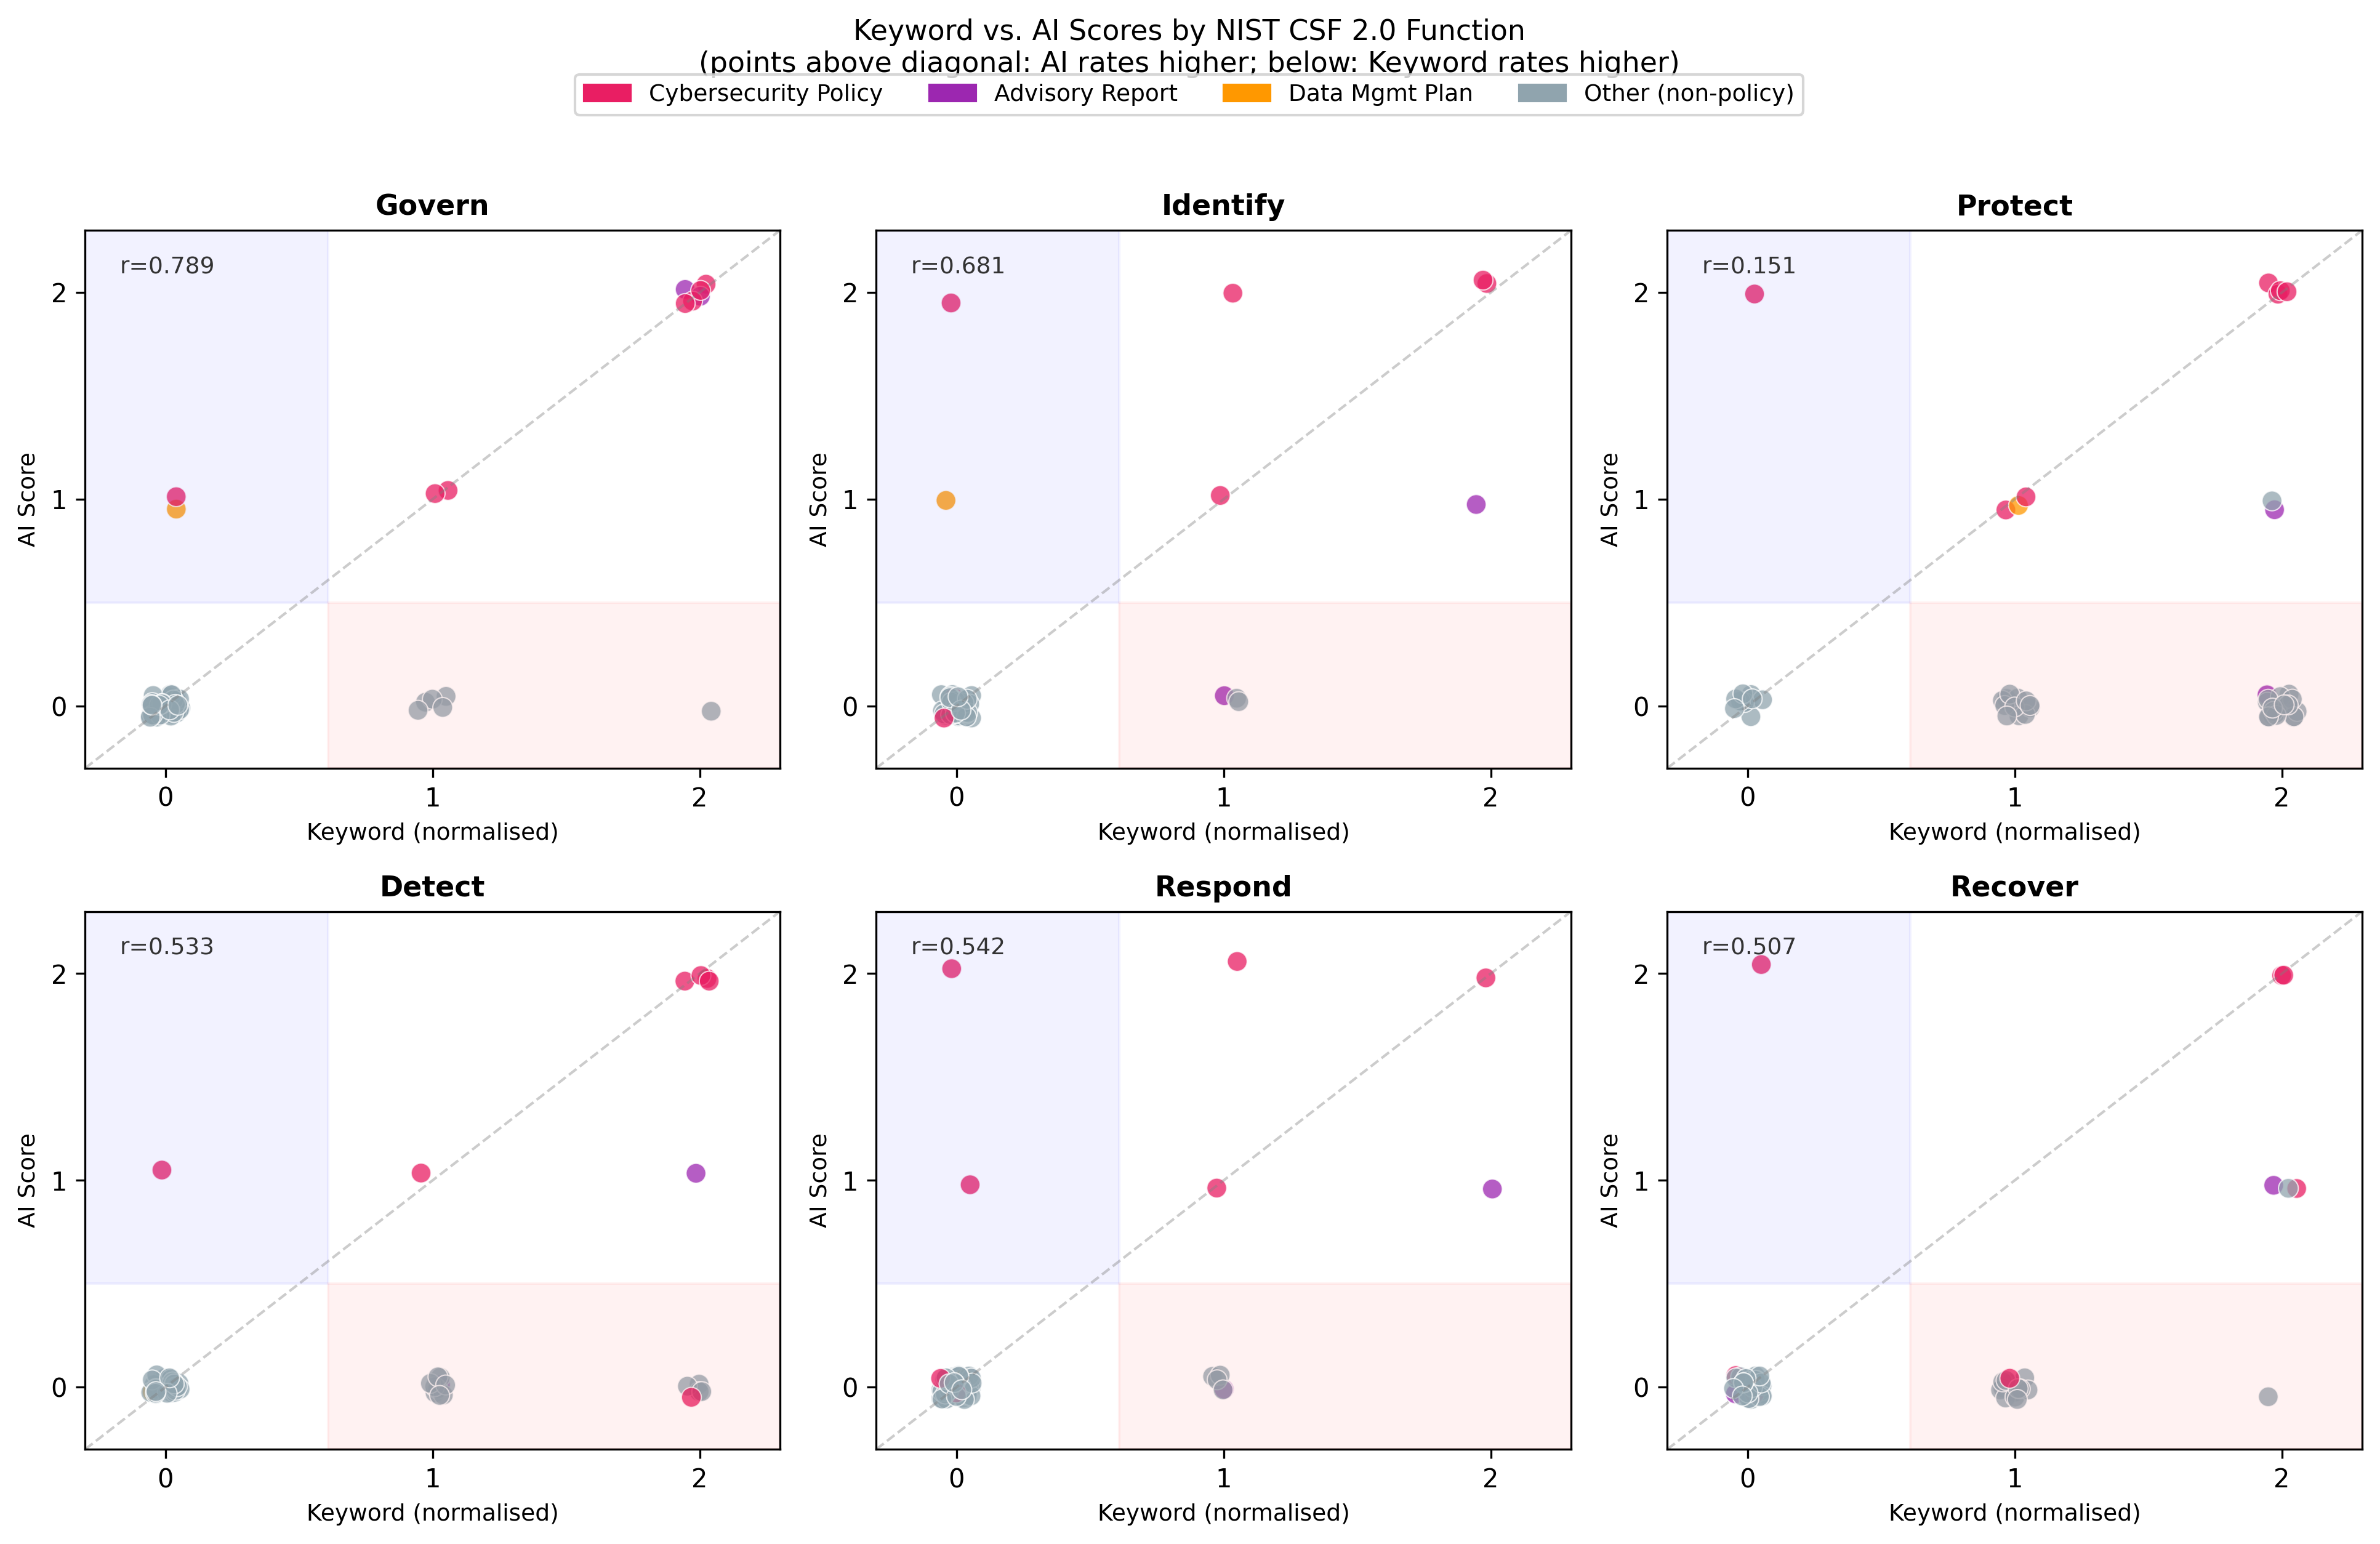 Keyword vs. AI Scores by NIST CSF 2.0 Function
(points above diagonal: AI rates higher; below: Keyword rates higher)
Cybersecurity Policy Advisory Report Data Mgmt Plan Other (non-policy)
Govern
r=0.789
2
1
0
AI Score
0 1 2
Keyword (normalised)
Identify
r=0.681
2
1
0
AI Score
0 1 2
Keyword (normalised)
Protect
r=0.151
2
1
0
AI Score
0 1 2
Keyword (normalised)
Detect
r=0.533
2
1
0
AI Score
0 1 2
Keyword (normalised)
Respond
r=0.542
2
1
0
AI Score
0 1 2
Keyword (normalised)
Recover
r=0.507
2
1
0
AI Score
0 1 2
Keyword (normalised)